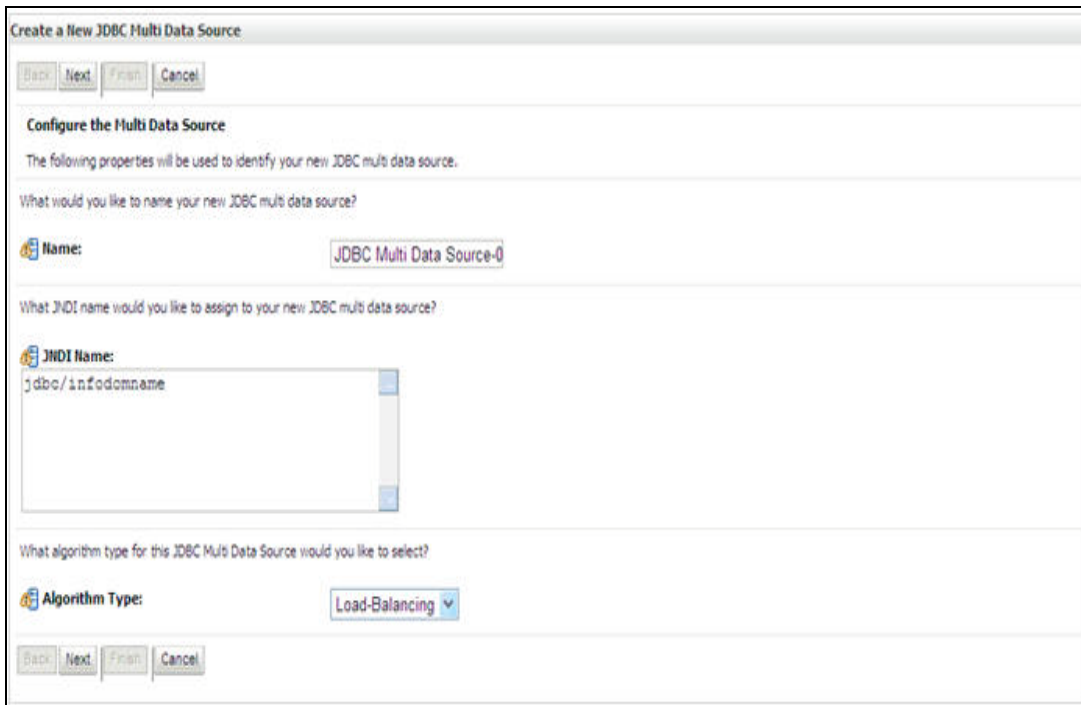 Create a New JDBC Multi Data Source
Back Next Finish Cancel
Configure the Multi Data Source
The following properties will be used to identify your new JDBC multi data source.
What would you like to name your new JDBC multi data source?
Name: JDBC Multi Data Source-0
What JNDI name would you like to assign to your new JDBC multi data source?
JNDI Name:
jdbc/infodomname
What algorithm type for this JDBC Multi Data Source would you like to select?
Algorithm Type: Load-Balancing
Back Next Finish Cancel